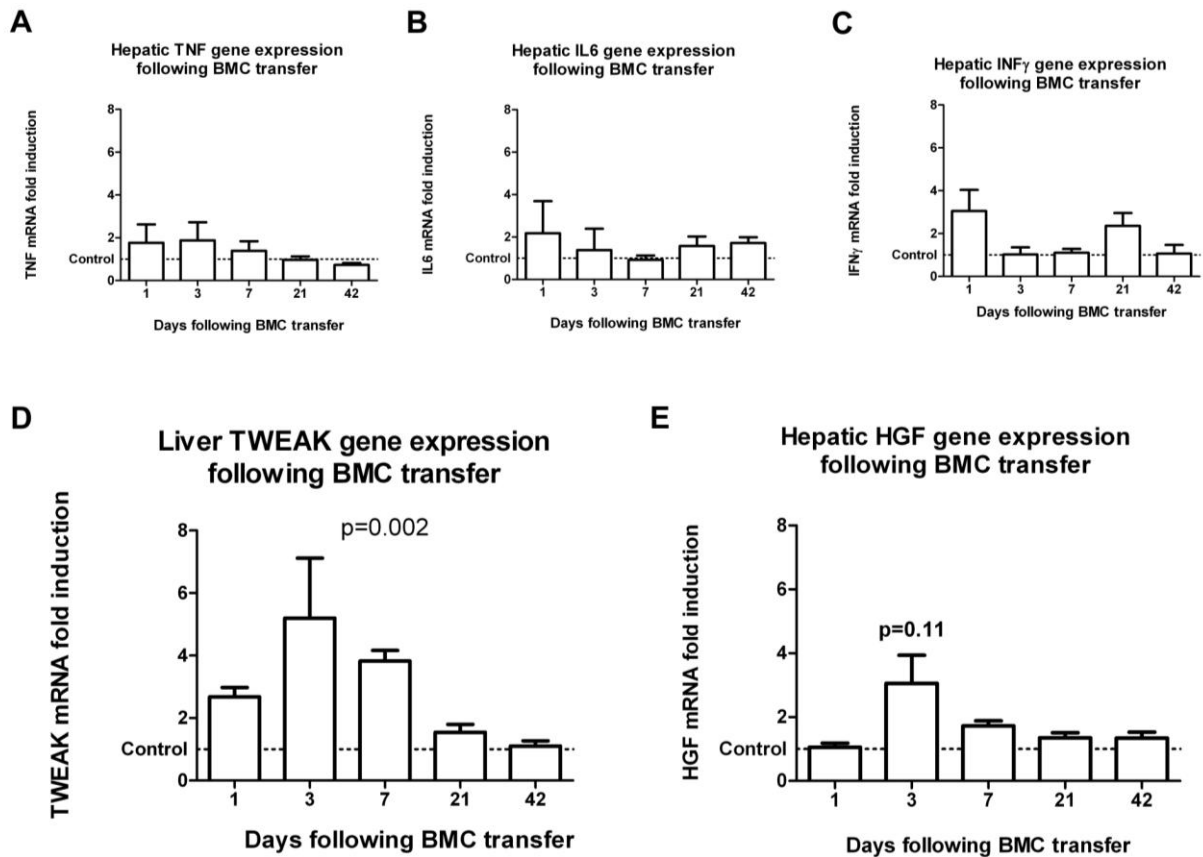 A
Hepatic TNF gene expression
following BMC transfer
TNF mRNA fold induction
8
6
4
2
Control
0
1 3 7 21 42
Days following BMC transfer
B
Hepatic IL6 gene expression
following BMC transfer
IL6 mRNA fold induction
8
6
4
2
Control
0
1 3 7 21 42
Days following BMC transfer
C
Hepatic INFγ gene expression
following BMC transfer
IFNγ mRNA fold induction
8
6
4
2
Control
0
1 3 7 21 42
Days following BMC transfer
D
Liver TWEAK gene expression
following BMC transfer
TWEAK mRNA fold induction
p=0.002
8
6
4
2
Control
0
1 3 7 21 42
Days following BMC transfer
E
Hepatic HGF gene expression
following BMC transfer
HGF mRNA fold induction
8
6
p=0.11
4
2
Control
0
1 3 7 21 42
Days following BMC transfer